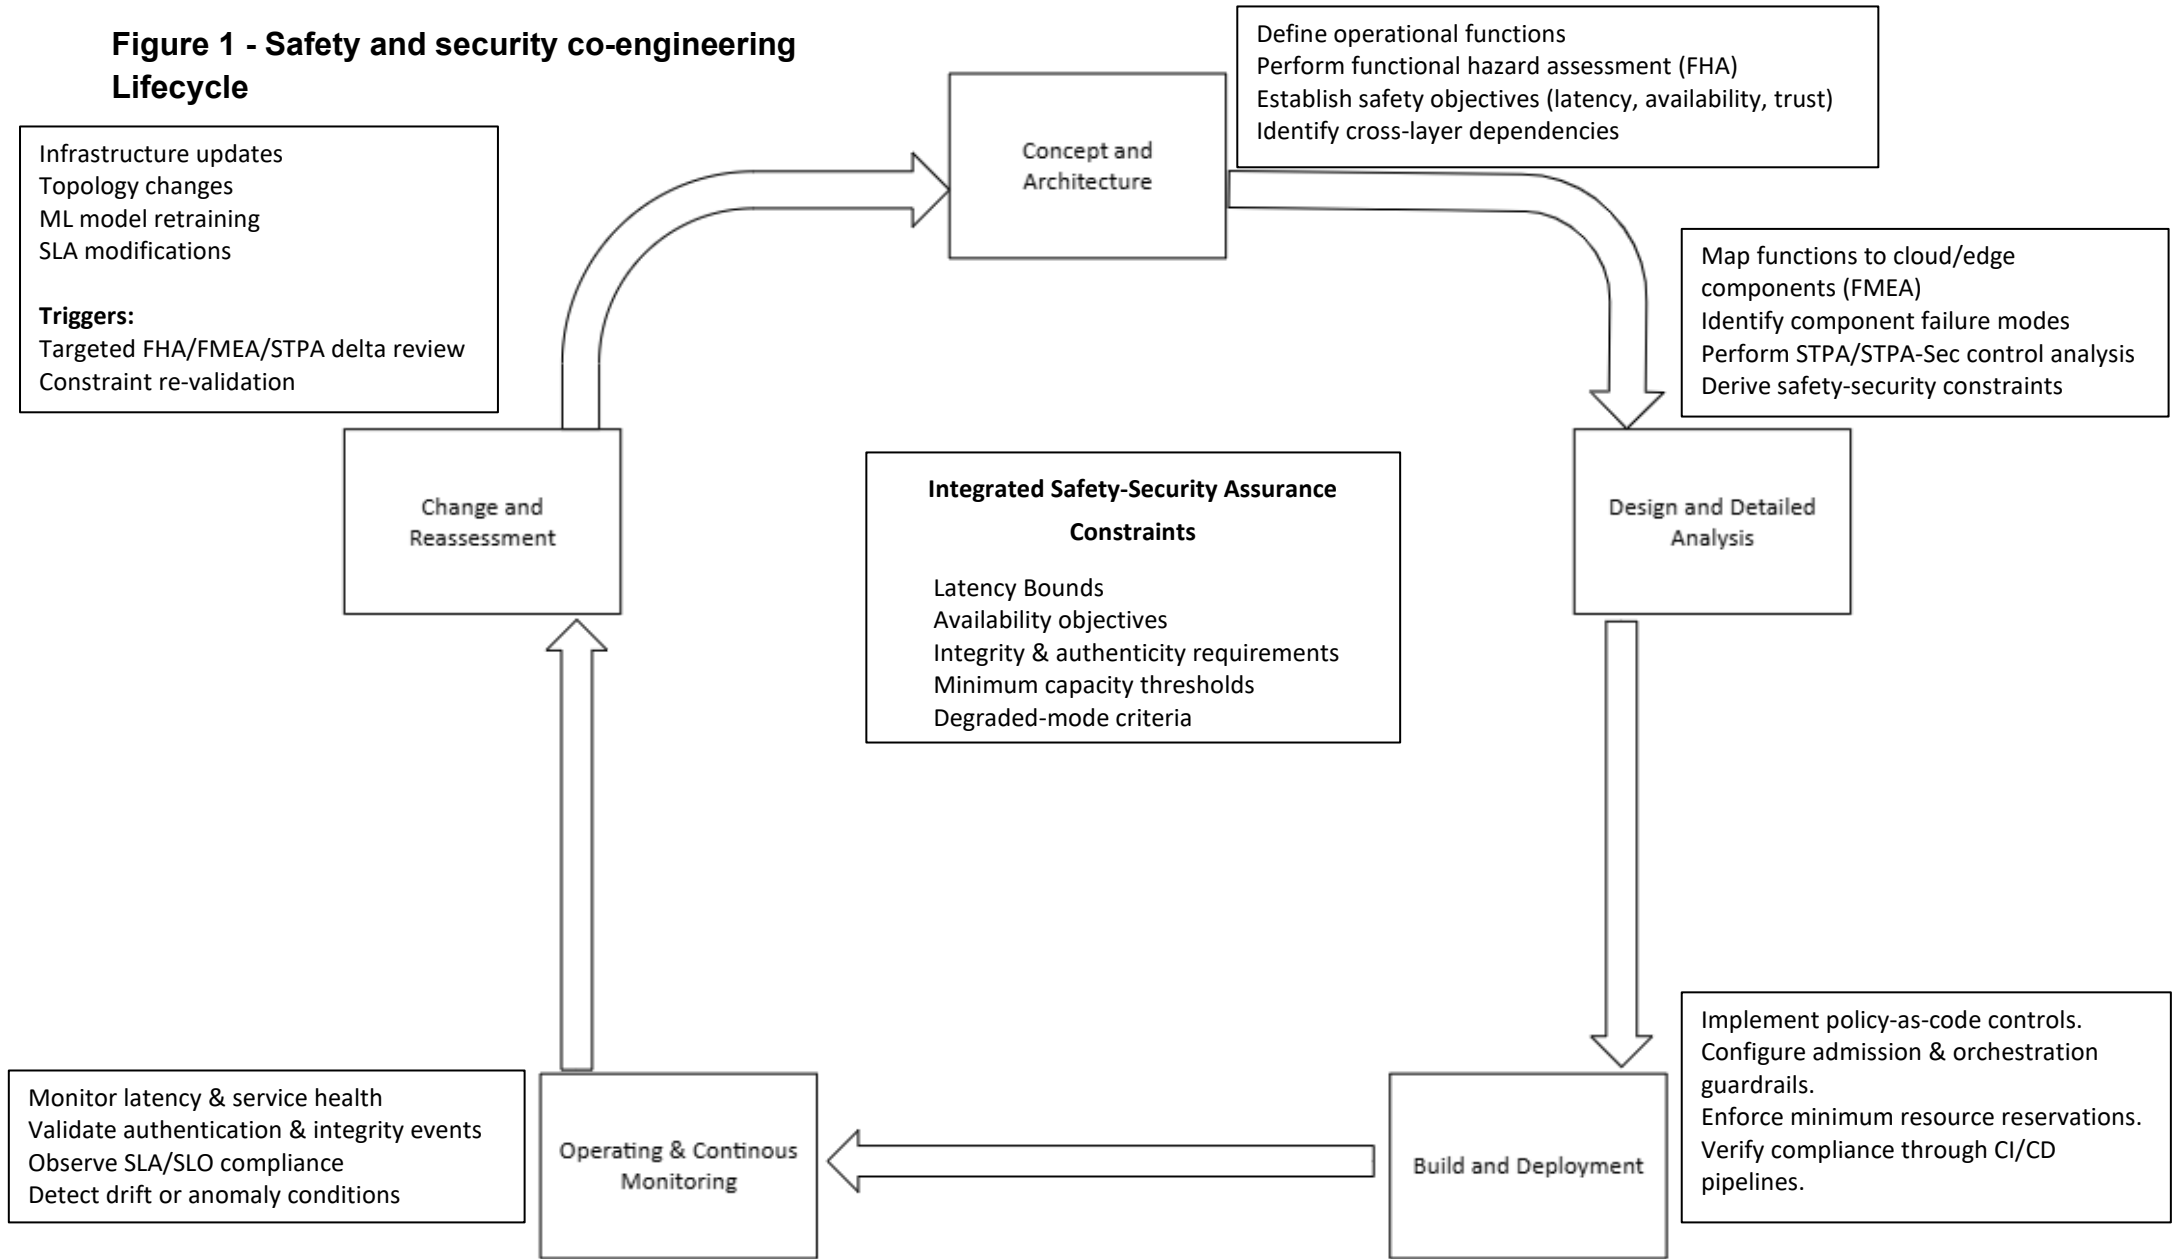 Figure 1 - Safety and security co-engineering
Lifecycle
Define operational functions
Perform functional hazard assessment (FHA)
Establish safety objectives (latency, availability, trust)
Identify cross-layer dependencies
Concept and
Architecture
Infrastructure updates
Topology changes
ML model retraining
SLA modifications
Triggers:
Targeted FHA/FMEA/STPA delta review
Constraint re-validation
Map functions to cloud/edge
components (FMEA)
Identify component failure modes
Perform STPA/STPA-Sec control analysis
Derive safety-security constraints
Change and
Reassessment
Integrated Safety-Security Assurance
Constraints
Latency Bounds
Availability objectives
Integrity & authenticity requirements
Minimum capacity thresholds
Degraded-mode criteria
Design and Detailed
Analysis
Monitor latency & service health
Validate authentication & integrity events
Observe SLA/SLO compliance
Detect drift or anomaly conditions
Operating & Continous
Monitoring
Build and Deployment
Implement policy-as-code controls.
Configure admission & orchestration
guardrails.
Enforce minimum resource reservations.
Verify compliance through CI/CD
pipelines.